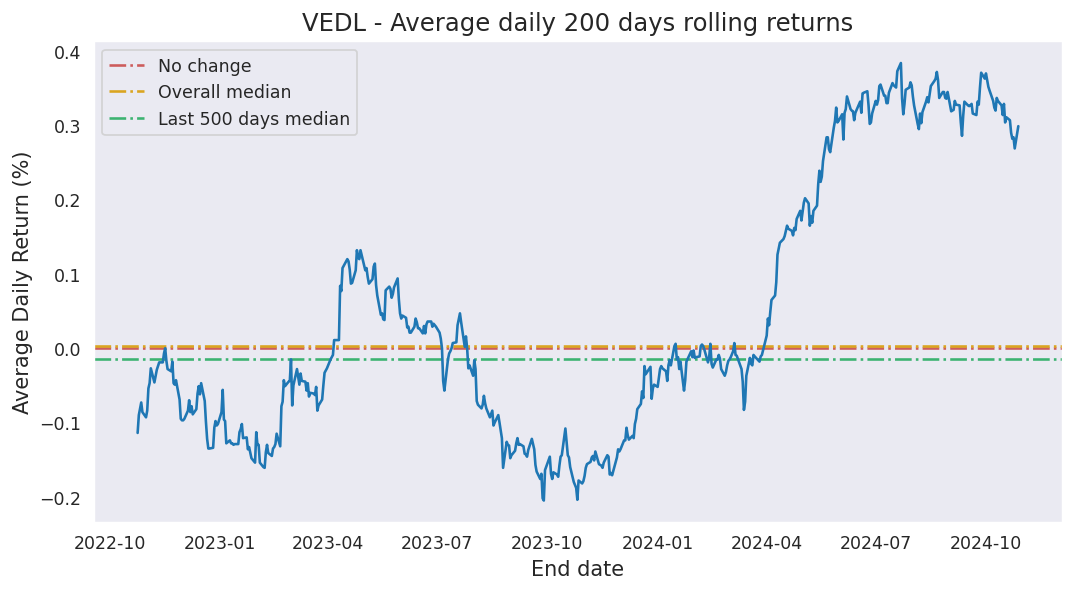 VEDL - Average daily 200 days rolling returns
No change
Overall median
Last 500 days median
Average Daily Return (%)
0.4
0.3
0.2
0.1
0.0
−0.1
−0.2
2022-10 2023-01 2023-04 2023-07 2023-10 2024-01 2024-04 2024-07 2024-10
End date